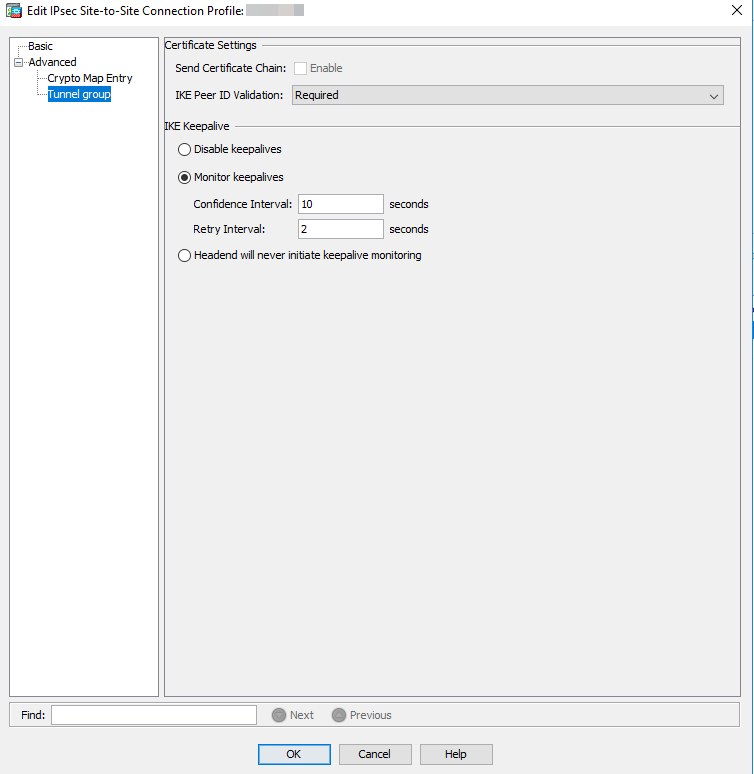 Edit IPsec Site-to-Site Connection Profile:
Basic
Advanced
Crypto Map Entry
Tunnel group
Certificate Settings
Send Certificate Chain: Enable
IKE Peer ID Validation: Required
IKE Keepalive
Disable keepalives
Monitor keepalives
Confidence Interval: 10 seconds
Retry Interval: 2 seconds
Headend will never initiate keepalive monitoring
Find: Next Previous
OK Cancel Help